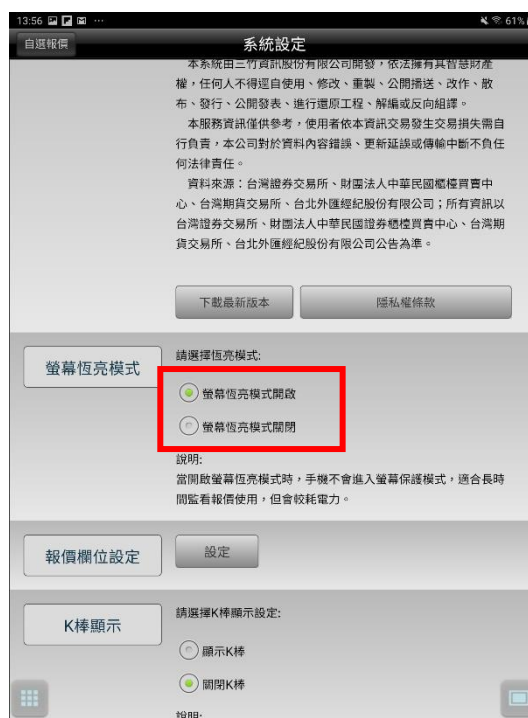 13:56 ··· 61%
自選報價 系統設定
本系統由三竹資訊股份有限公司開發，依法擁有其智慧財產
權，任何人不得逕自使用、修改、重製、公開播送、改作、散
布、發行、公開發表、進行還原工程、解編或反向組譯。
本服務資訊僅供參考，使用者依本資訊交易發生交易損失需自
行負責，本公司對於資料內容錯誤、更新延誤或傳輸中斷不負任
何法律責任。
資料來源：台灣證券交易所、財團法人中華民國櫃檯買賣中
心、台灣期貨交易所、台北外匯經紀股份有限公司；所有資訊以
台灣證券交易所、財團法人中華民國證券櫃檯買賣中心、台灣期
貨交易所、台北外匯經紀股份有限公司公告為準。
下載最新版本 隱私權條款
螢幕恆亮模式
請選擇恆亮模式:
螢幕恆亮模式開啟
螢幕恆亮模式關閉
說明:
當開啟螢幕恆亮模式時，手機不會進入螢幕保護模式，適合長時
間監看報價使用，但會較耗電力。
報價欄位設定 設定
K棒顯示
請選擇K棒顯示設定:
顯示K棒
關閉K棒
說明: